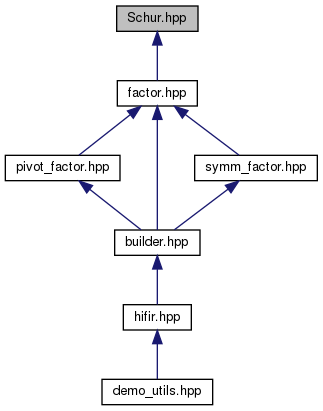 Schur.hpp
factor.hpp
pivot_factor.hpp
symm_factor.hpp
builder.hpp
hifir.hpp
demo_utils.hpp